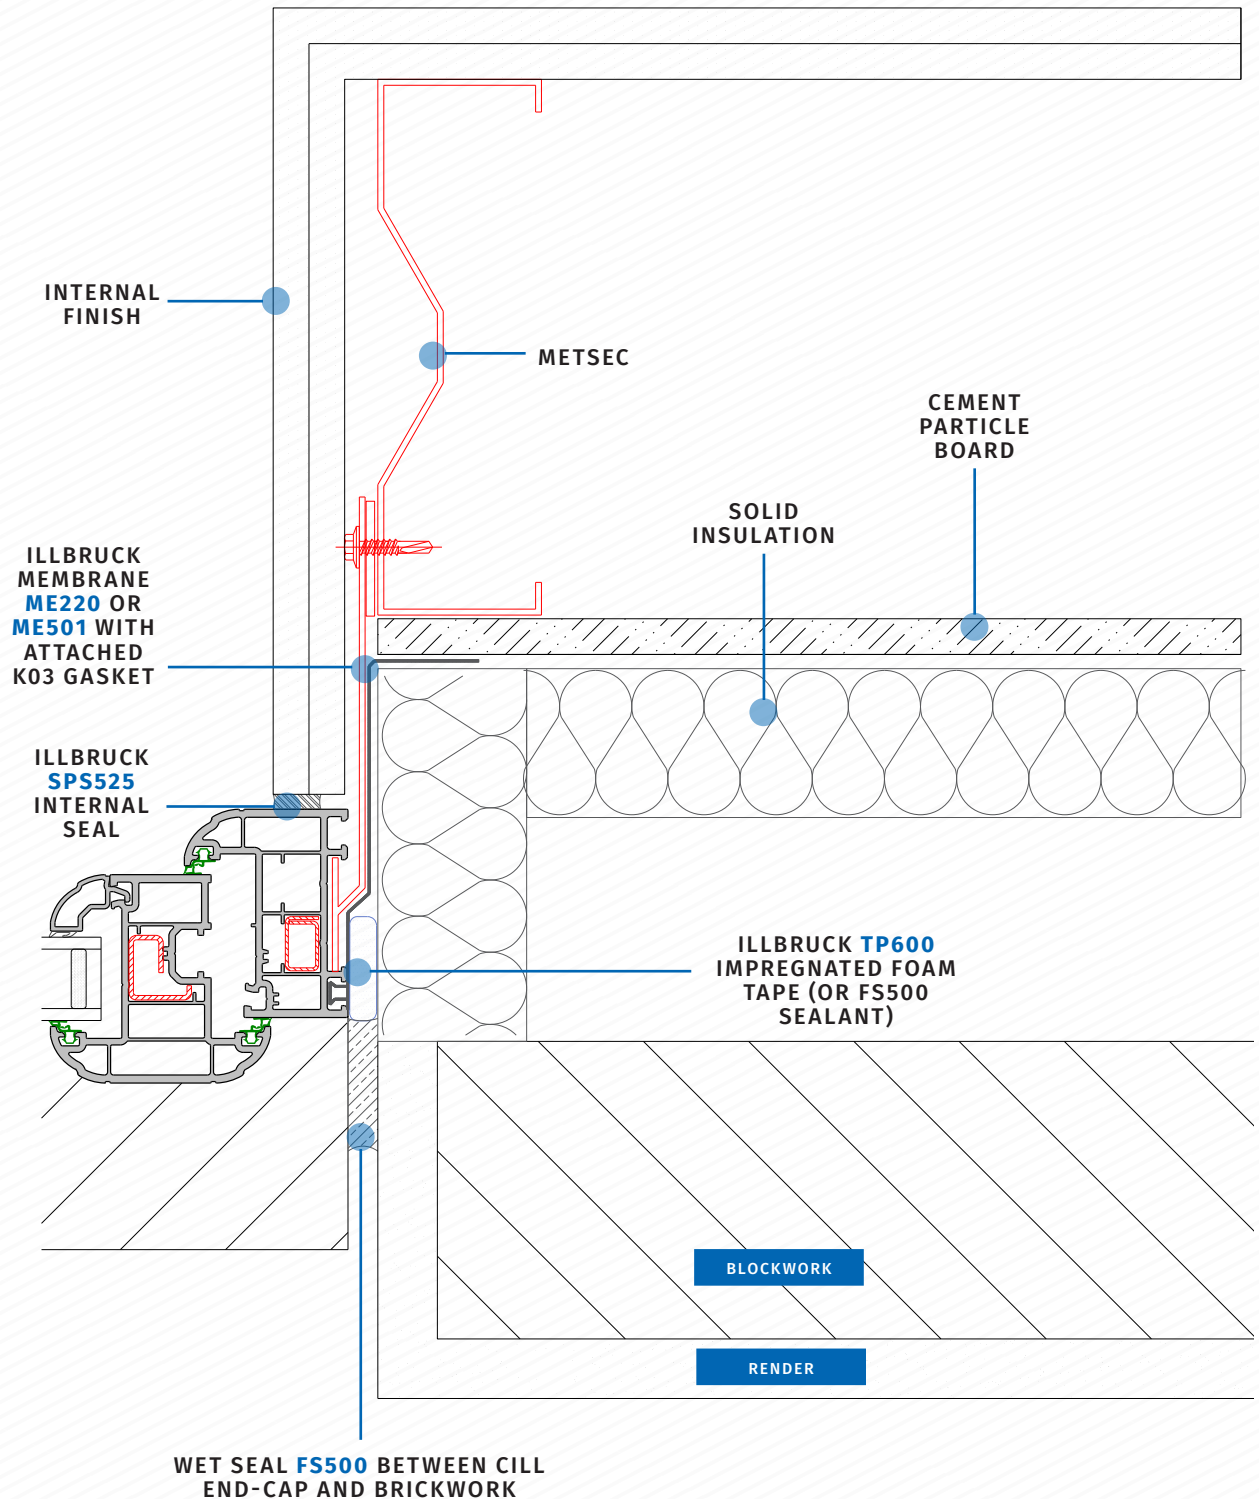 INTERNAL
FINISH
METSEC
CEMENT
PARTICLE
BOARD
SOLID
INSULATION
ILLBRUCK
MEMBRANE
ME220 OR
ME501 WITH
ATTACHED
K03 GASKET
ILLBRUCK
SPS525
INTERNAL
SEAL
ILLBRUCK TP600
IMPREGNATED FOAM
TAPE (OR FS500
SEALANT)
BLOCKWORK
RENDER
WET SEAL FS500 BETWEEN CILL
END-CAP AND BRICKWORK